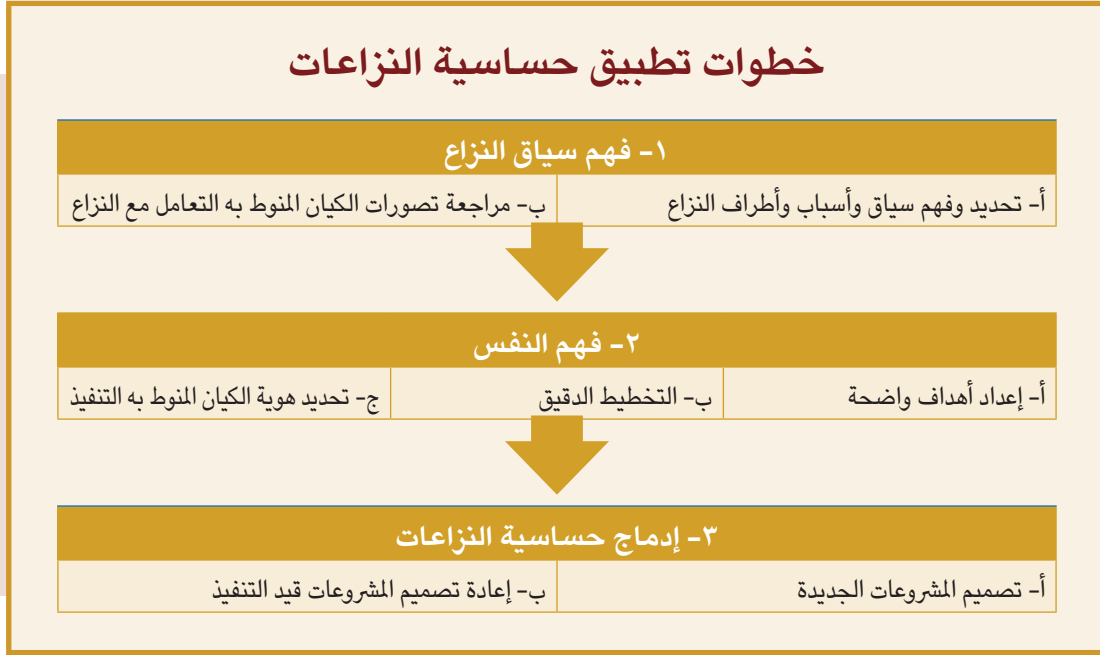 خطوات تطبيق حساسية النزاعات
١- فهم سياق النزاع
أ- تحديد وفهم سياق وأسباب وأطراف النزاع
ب- مراجعة تصورات الكيان المنوط به التعامل مع النزاع
٢- فهم النفس
أ- إعداد أهداف واضحة
ب- التخطيط الدقيق
ج- تحديد هوية الكيان المنوط به التنفيذ
٣- إدماج حساسية النزاعات
أ- تصميم المشروعات الجديدة
ب- إعادة تصميم المشروعات قيد التنفيذ